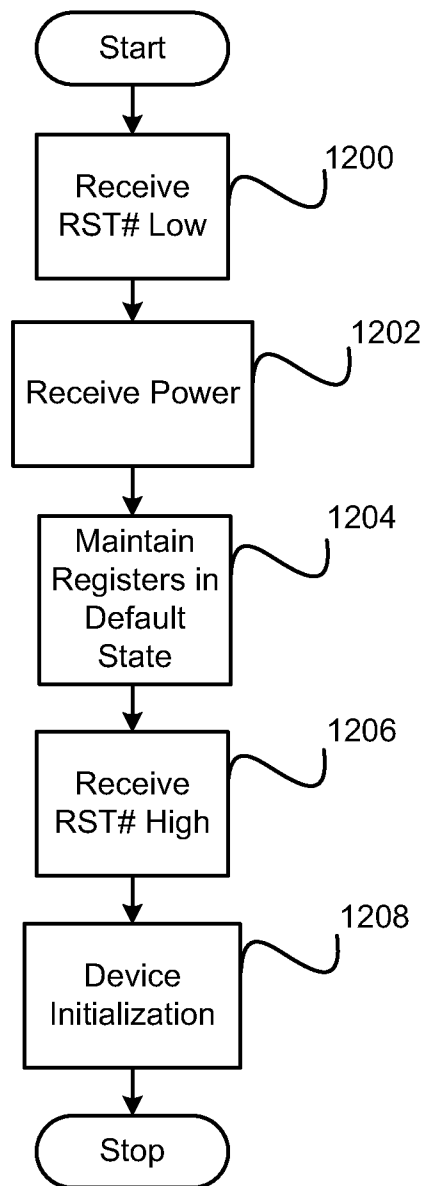 Start
Receive
RST# Low
1200
Receive Power
1202
Maintain
Registers in
Default
State
1204
Receive
RST# High
1206
Device
Initialization
1208
Stop